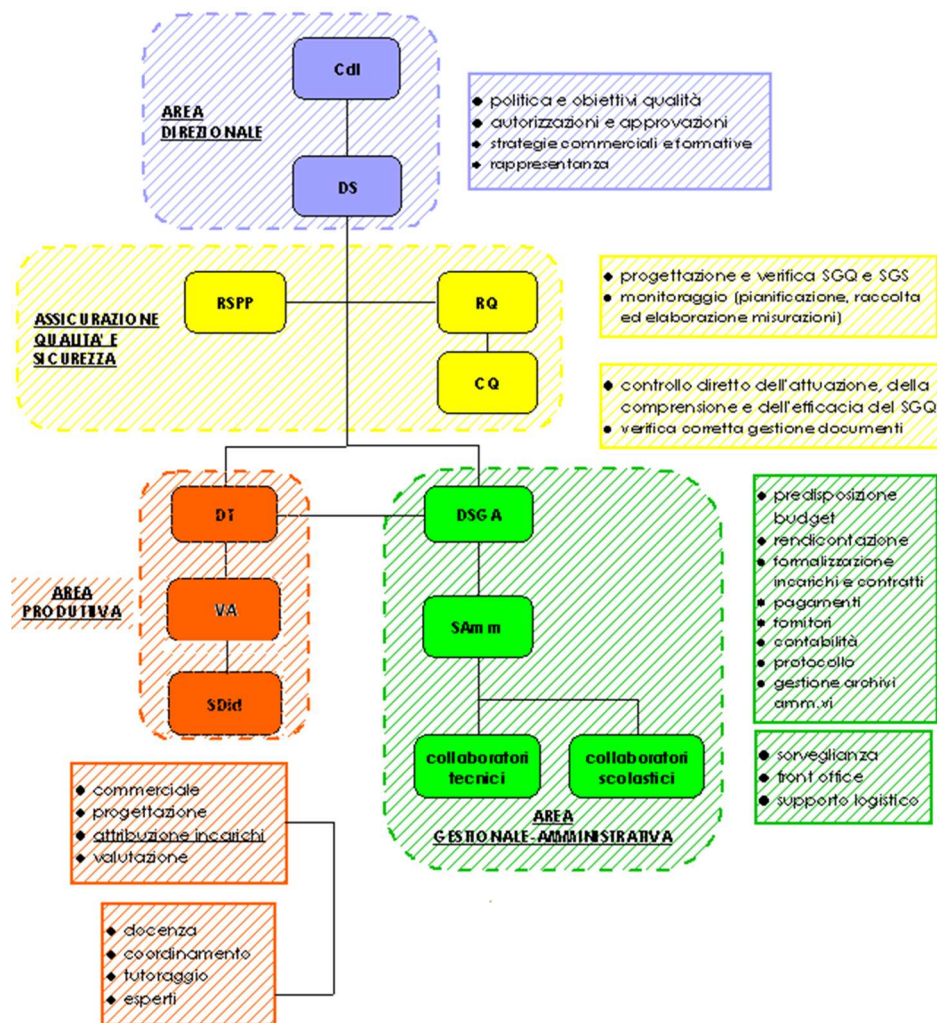 CdI
AREA
DIREZIONALE
DS
● politica e obiettivi qualità
● autorizzazioni e approvazioni
● strategie commerciali e formative
● rappresentanza
RSPP
RQ
ASSICURAZIONE
QUALITA' E
SICUREZZA
CQ
● progettazione e verifica SGQ e SGS
● monitoraggio (pianificazione, raccolta
ed elaborazione misurazioni)
● controllo diretto dell'attuazione, della
comprensione e dell'efficacia del SGQ
● verifica corretta gestione documenti
DT
DSGA
AREA
PRODUTTIVA
VA
SAmm
SDid
collaboratori
tecnici
collaboratori
scolastici
AREA
GESTIONALE-AMMINISTRATIVA
● predisposizione
budget
● rendicontazione
● formalizzazione
incarichi e contratti
● pagamenti
● fornitori
● contabilità
● protocollo
● gestione archivi
amm.vi
● sorveglianza
● front office
● supporto logistico
● commerciale
● progettazione
● attribuzione incarichi
● valutazione
● docenza
● coordinamento
● tutoraggio
● esperti